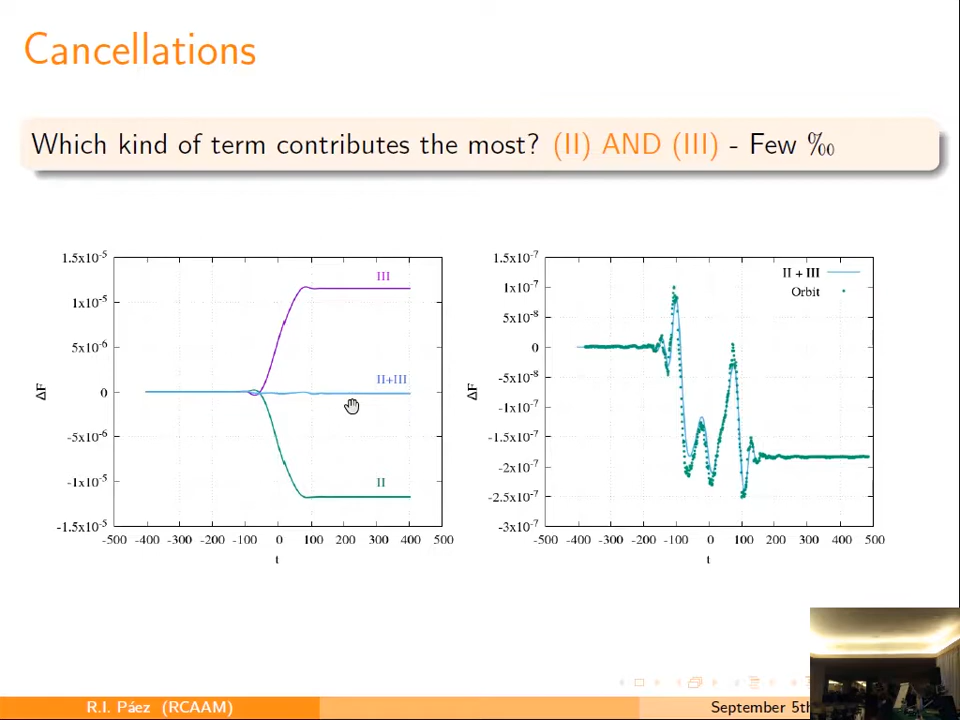 Cancellations
Which kind of term contributes the most? (II) AND (III) - Few ‰
1.5x10-5
1x10-5
5x10-6
0
-5x10-6
-1x10-5
-1.5x10-5
ΔF
III
II+III
II
-500 -400 -300 -200 -100 0 100 200 300 400 500
t
1.5x10-7
1x10-7
5x10-8
0
-5x10-8
-1x10-7
-1.5x10-7
-2x10-7
-2.5x10-7
-3x10-7
ΔF
II + III
Orbit
-500 -400 -300 -200 -100 0 100 200 300 400 500
t
R.I. Páez (RCAAM)
September 5th